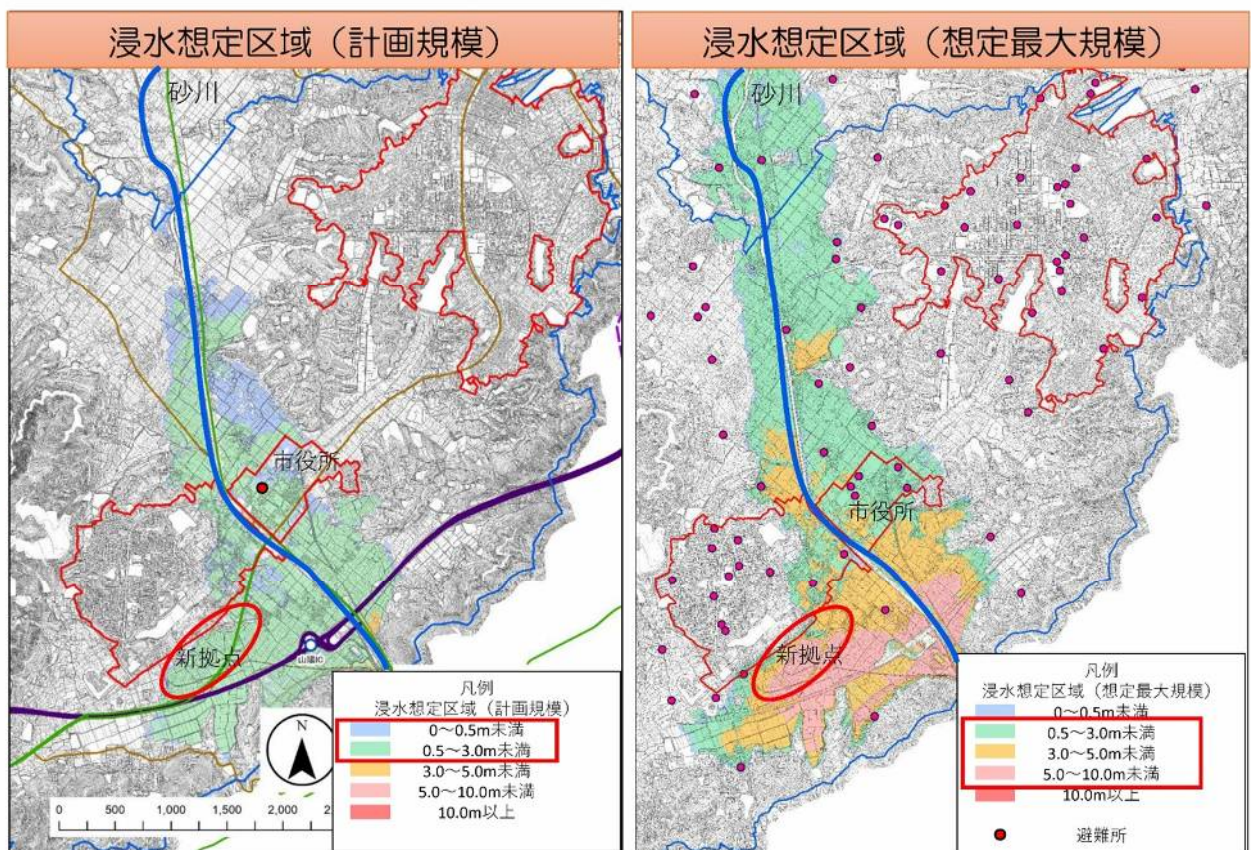 浸水想定区域（計画規模）
砂川
市役所
新拠点
山陽IC
凡例
浸水想定区域（計画規模）
0～0.5m未満
0.5～3.0m未満
3.0～5.0m未満
5.0～10.0m未満
10.0m以上
N
0 500 1,000 1,500 2,000
浸水想定区域（想定最大規模）
砂川
市役所
新拠点
凡例
浸水想定区域（想定最大規模）
0～0.5m未満
0.5～3.0m未満
3.0～5.0m未満
5.0～10.0m未満
10.0m以上
避難所